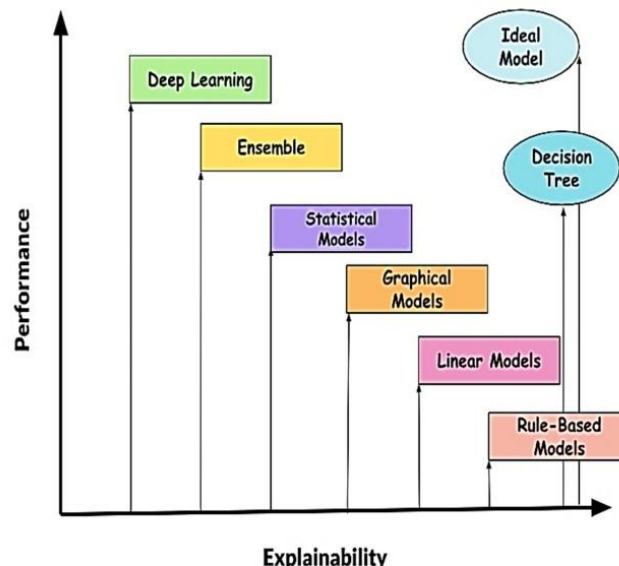 Ideal
Model
Deep Learning
Ensemble
Decision
Tree
Statistical
Models
Graphical
Models
Linear Models
Rule-Based
Models
Performance
Explainability